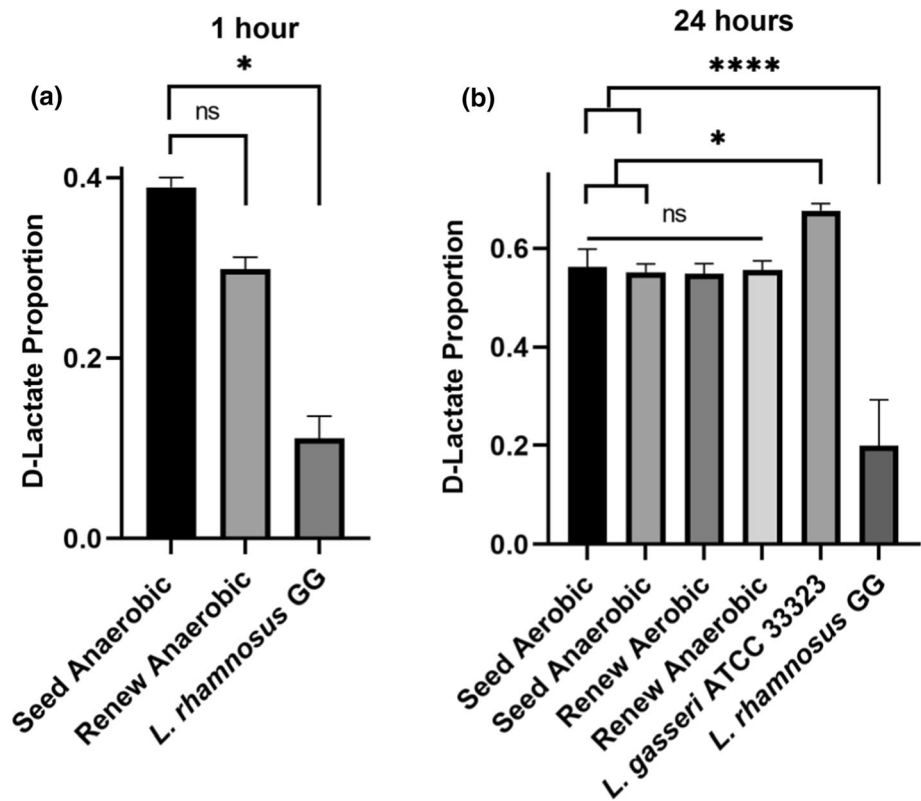 1 hour
(a)
*
ns
D-Lactate Proportion
0.4
0.2
0.0
Seed Anaerobic
Renew Anaerobic
L. rhamnosus GG
24 hours
(b)
****
*
ns
D-Lactate Proportion
0.6
0.4
0.2
0.0
Seed Aerobic
Seed Anaerobic
Renew Aerobic
Renew Anaerobic
L. gasseri ATCC 33323
L. rhamnosus GG